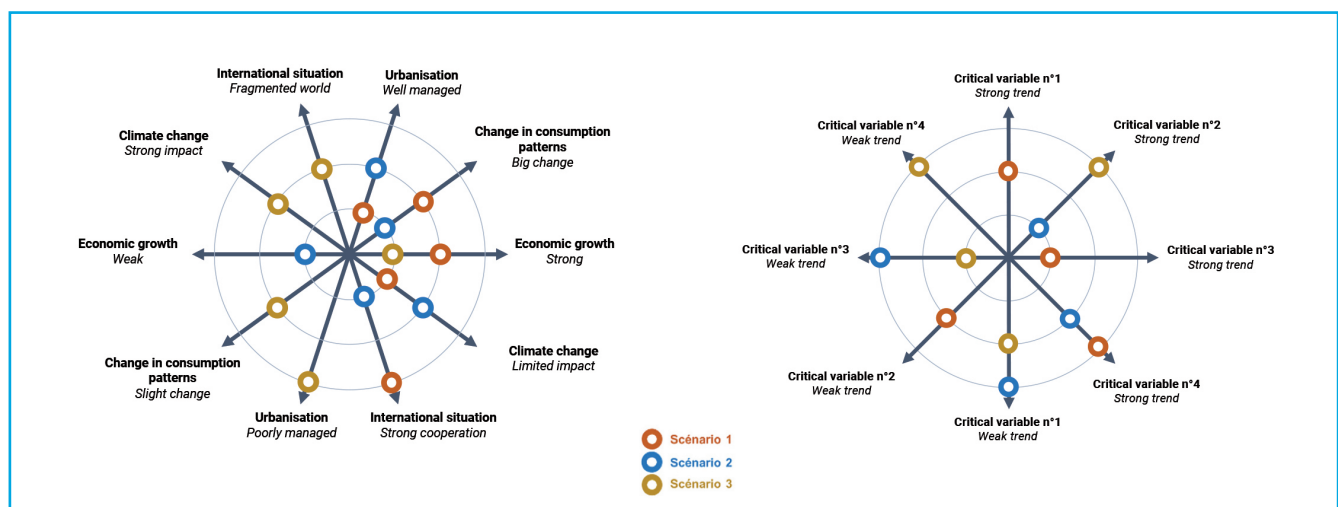 International situation
Fragmented world
Urbanisation
Well managed
Climate change
Strong impact
Change in consumption
patterns
Big change
Economic growth
Weak
Economic growth
Strong
Change in consumption
patterns
Slight change
Climate change
Limited impact
Urbanisation
Poorly managed
International situation
Strong cooperation
Critical variable n°1
Strong trend
Critical variable n°4
Weak trend
Critical variable n°2
Strong trend
Critical variable n°3
Weak trend
Critical variable n°3
Strong trend
Critical variable n°2
Weak trend
Critical variable n°4
Strong trend
Critical variable n°1
Weak trend
Scénario 1
Scénario 2
Scénario 3